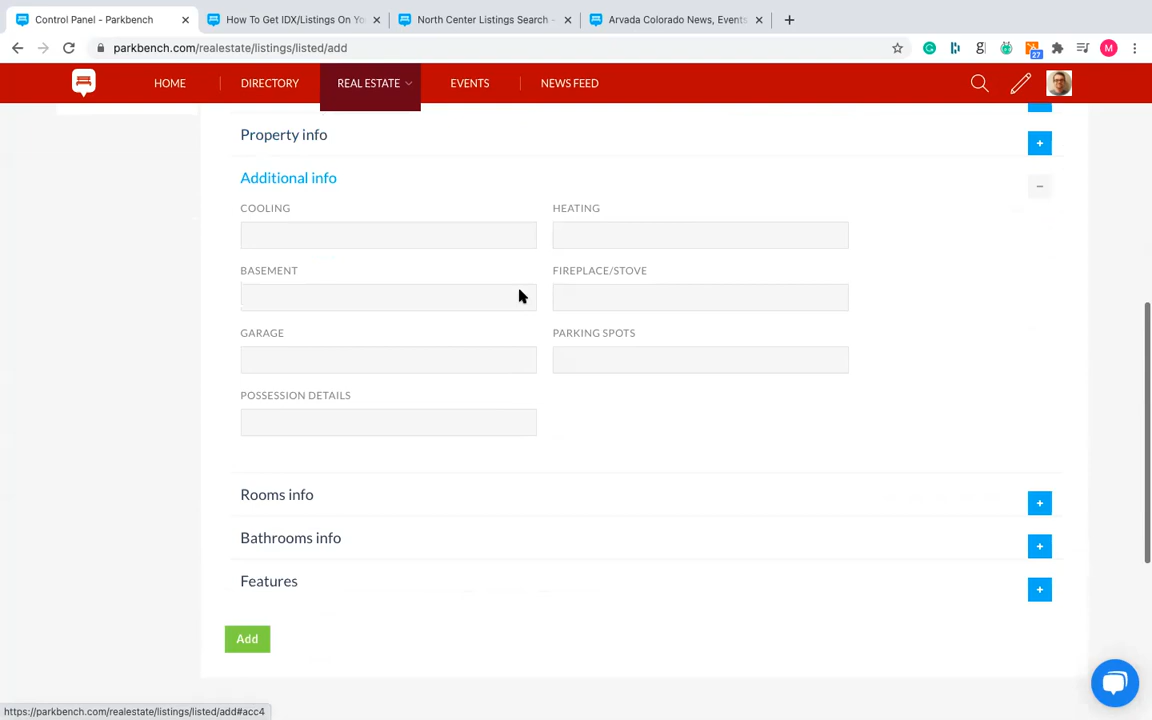 Control Panel - Parkbench
How To Get IDX/Listings On Yo
North Center Listings Search -
Arvada Colorado News, Events
parkbench.com/realestate/listings/listed/add
27
M
HOME
DIRECTORY
REAL ESTATE
EVENTS
NEWS FEED
Property info
Additional info
COOLING
HEATING
BASEMENT
FIREPLACE/STOVE
GARAGE
PARKING SPOTS
POSSESSION DETAILS
Rooms info
Bathrooms info
Features
Add
https://parkbench.com/realestate/listings/listed/add#acc4